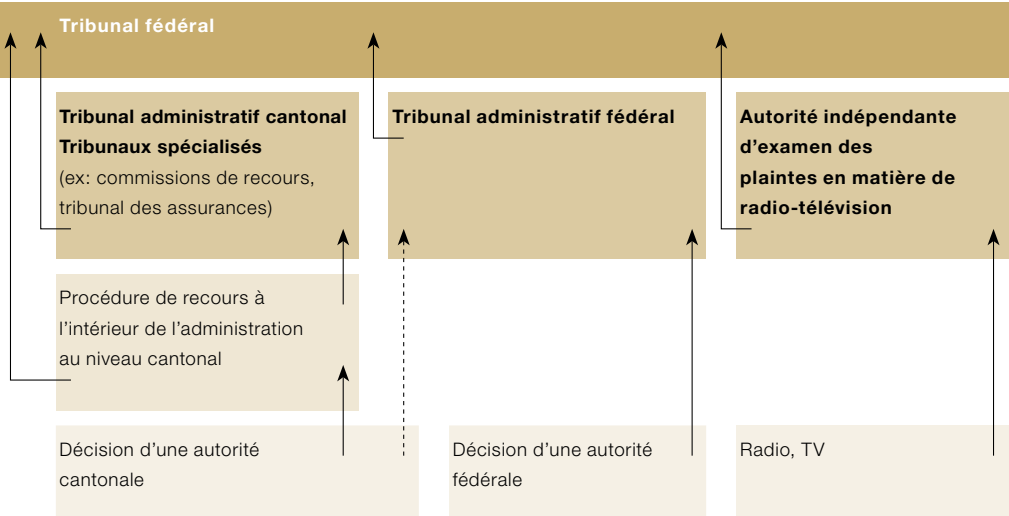 Tribunal fédéral
Tribunal administratif cantonal
Tribunaux spécialisés
(ex: commissions de recours,
tribunal des assurances)
Tribunal administratif fédéral
Autorité indépendante
d’examen des
plaintes en matière de
radio-télévision
Procédure de recours à
l’intérieur de l’administration
au niveau cantonal
Décision d’une autorité
cantonale
Décision d’une autorité
fédérale
Radio, TV